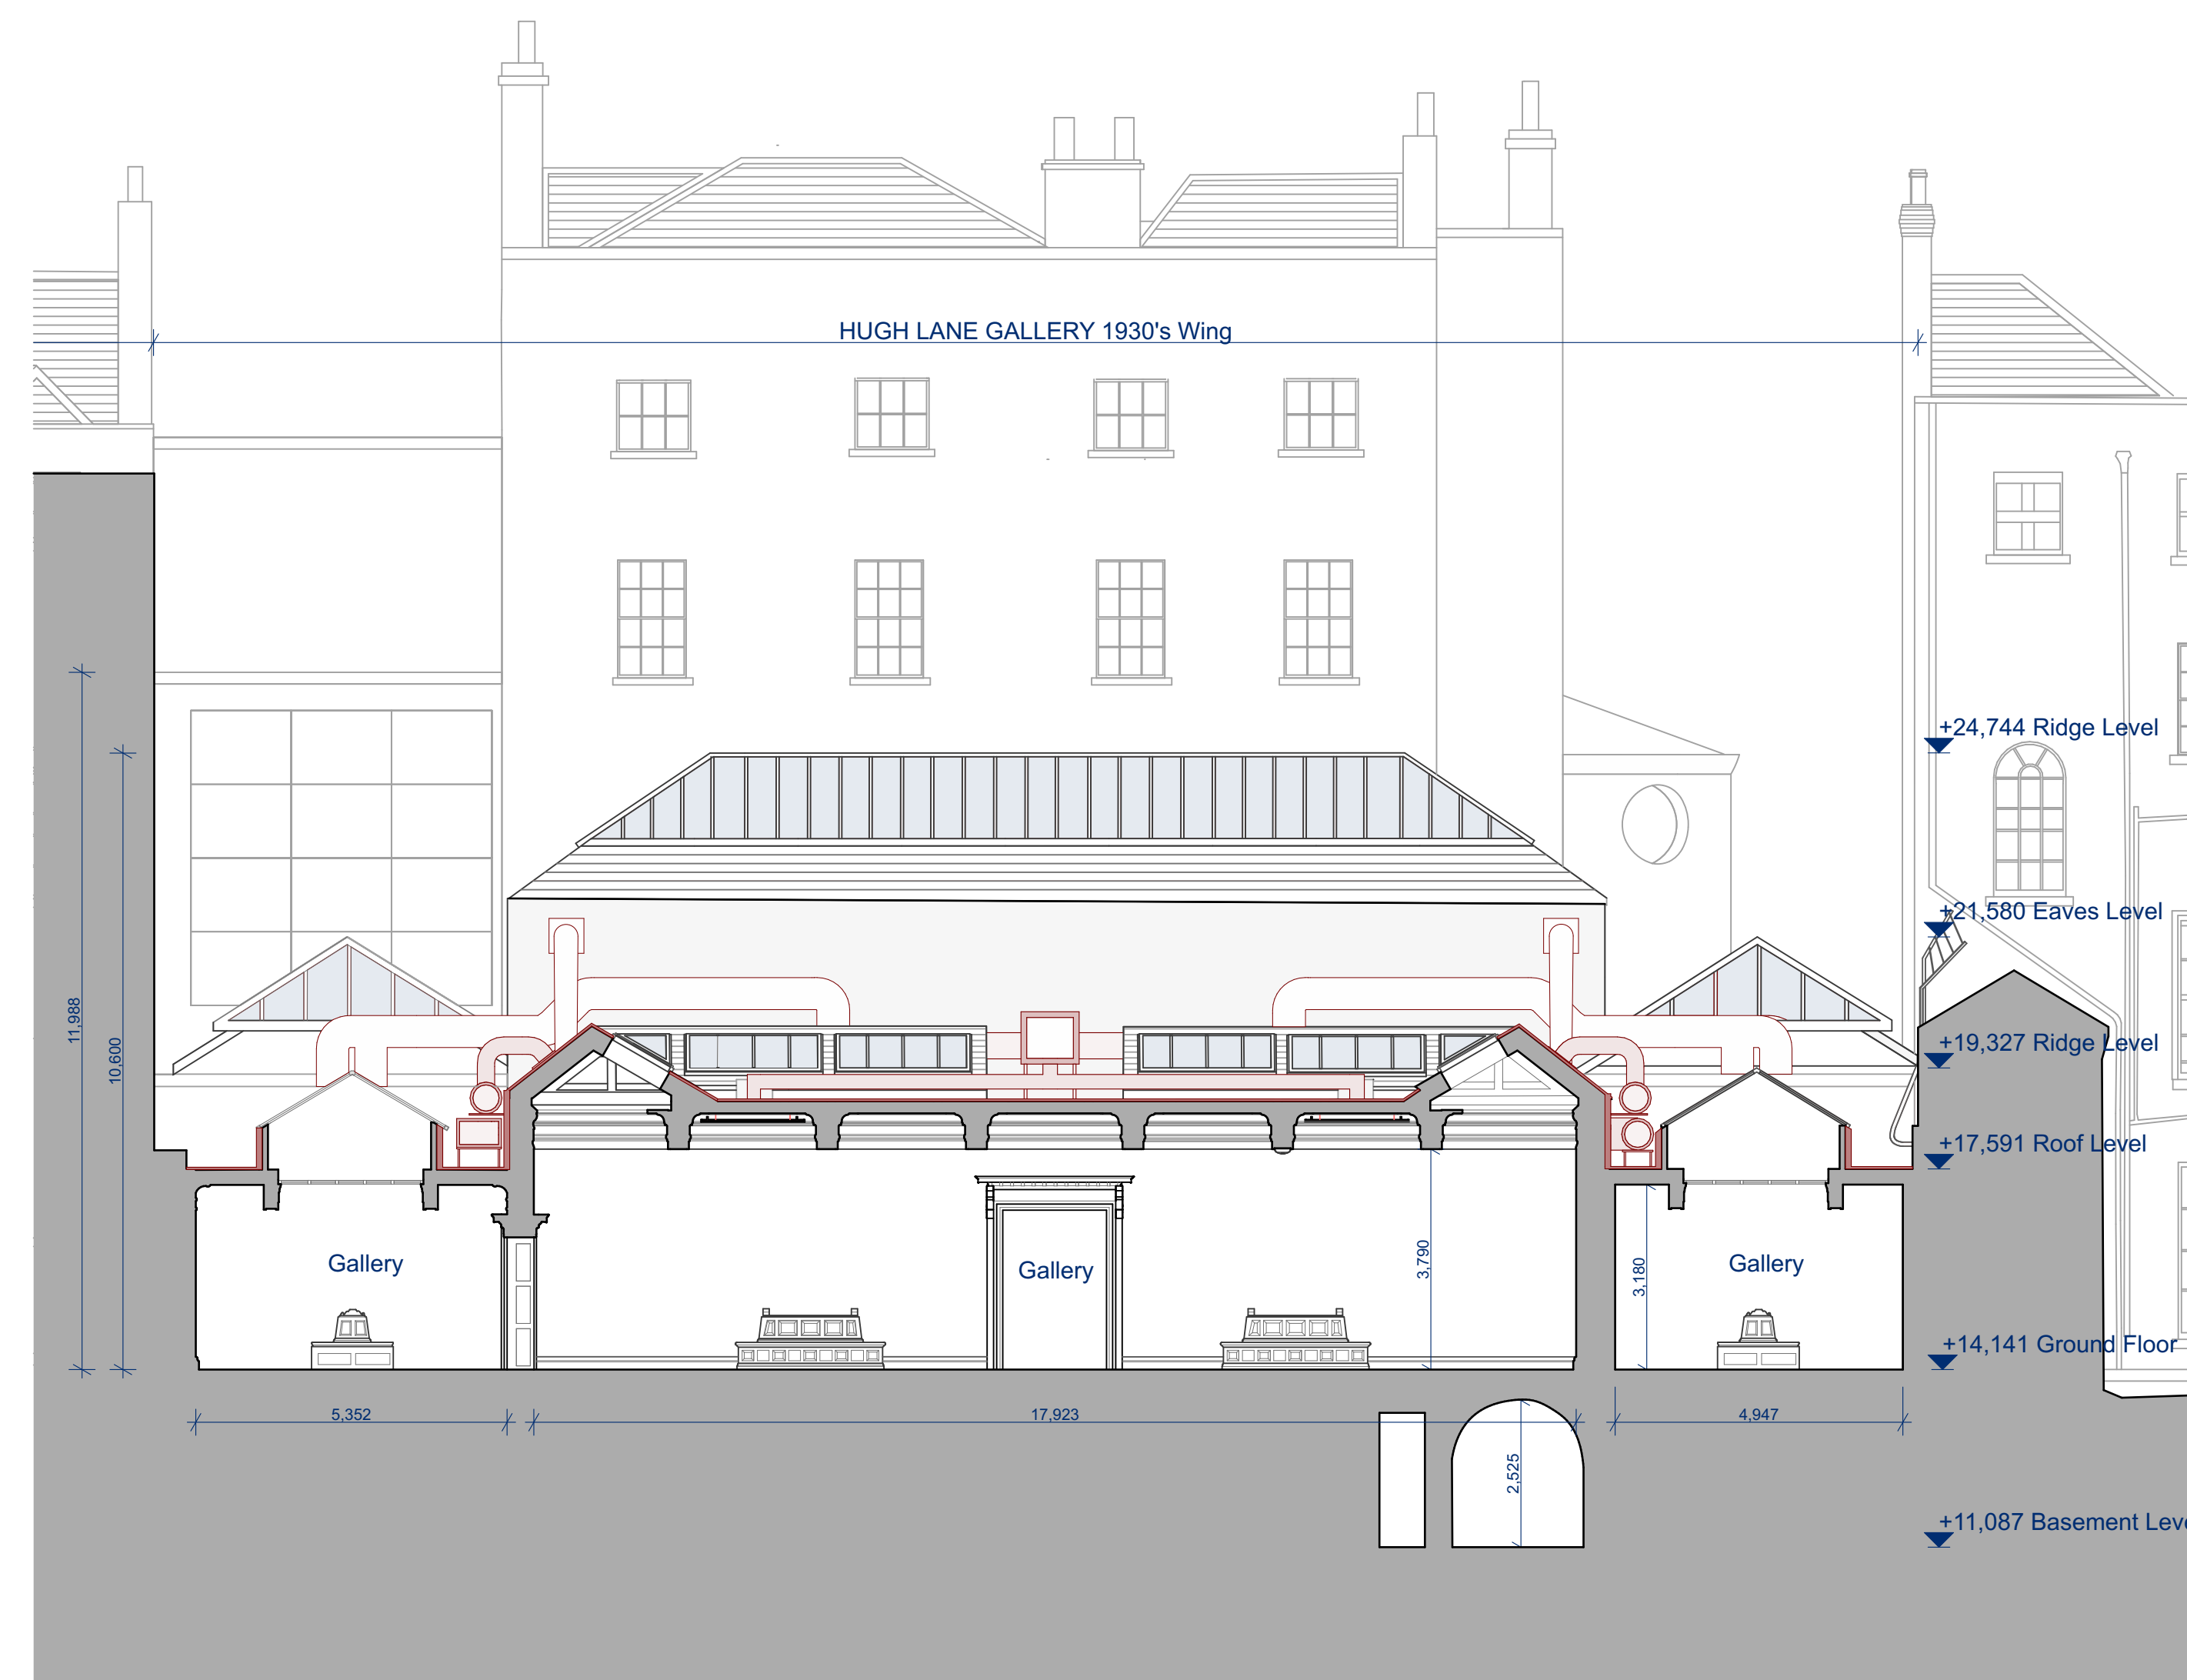 HUGH LANE GALLERY 1930's Wing
+24,744 Ridge Level
+21,580 Eaves Level
11,988
10,600
+19,327 Ridge Level
+17,591 Roof Level
Gallery
Gallery
3,790
3,180
Gallery
+14,141 Ground Floor
5,352
17,923
4,947
2,525
+11,087 Basement Leve